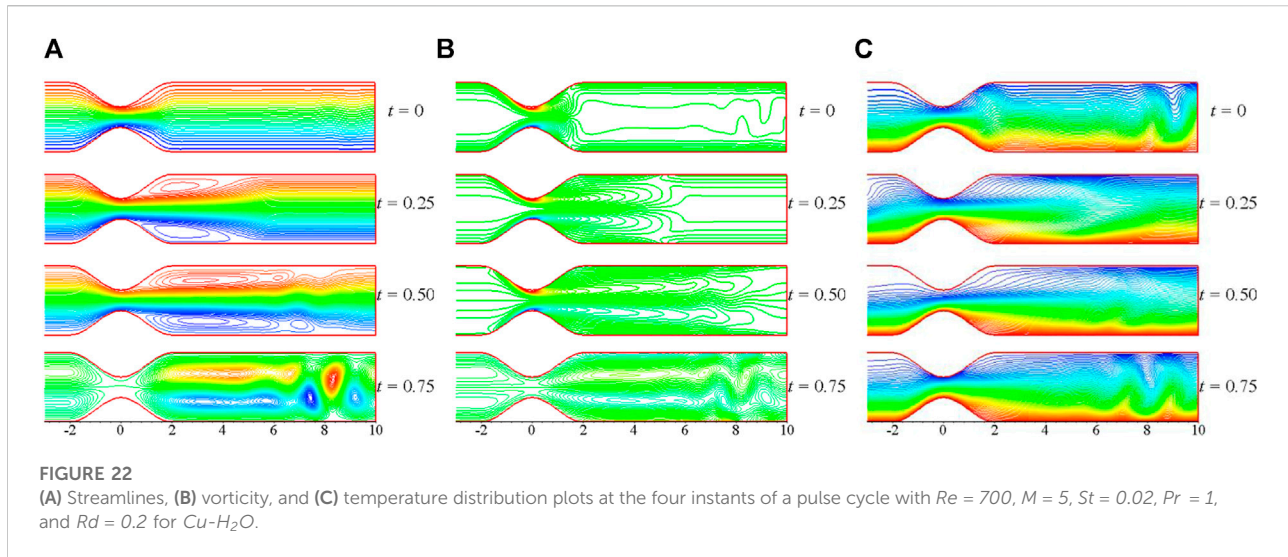 A
B
C
t = 0
t = 0
t = 0
t = 0.25
t = 0.25
t = 0.25
t = 0.50
t = 0.50
t = 0.50
t = 0.75
t = 0.75
t = 0.75
-2 0 2 4 6 8 10
-2 0 2 4 6 8 10
-2 0 2 4 6 8 10
FIGURE 22
(A) Streamlines, (B) vorticity, and (C) temperature distribution plots at the four instants of a pulse cycle with Re = 700, M = 5, St = 0.02, Pr = 1,
and Rd = 0.2 for Cu-H₂O.